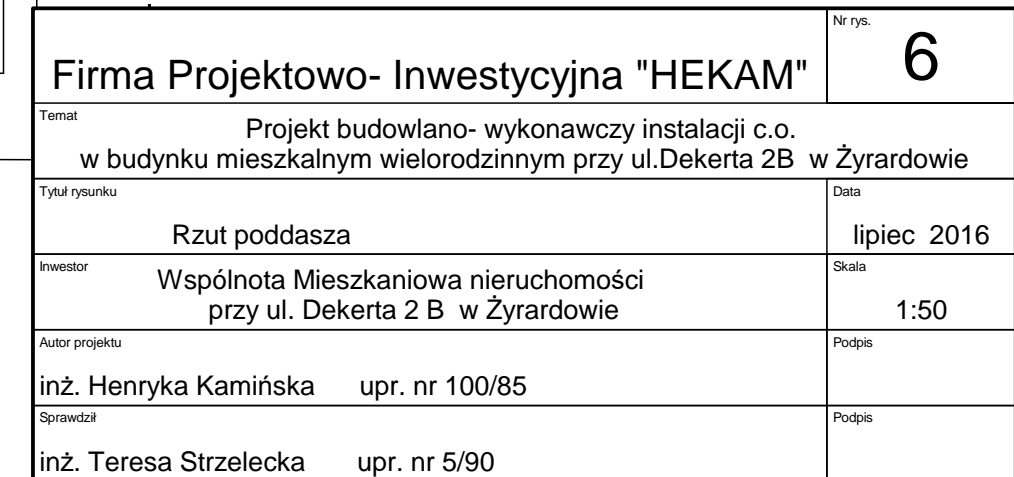 Nr rys.
Firma Projektowo- Inwestycyjna "HEKAM"
6
Temat
Projekt budowlano- wykonawczy instalacji c.o.
w budynku mieszkalnym wielorodzinnym przy ul.Dekerta 2B w Żyrardowie
Tytuł rysunku
Data
Rzut poddasza
lipiec 2016
Inwestor
Skala
Wspólnota Mieszkaniowa nieruchomości
przy ul. Dekerta 2 B w Żyrardowie
1:50
Autor projektu
Podpis
inż. Henryka Kamińska upr. nr 100/85
Sprawdził
Podpis
inż. Teresa Strzelecka upr. nr 5/90